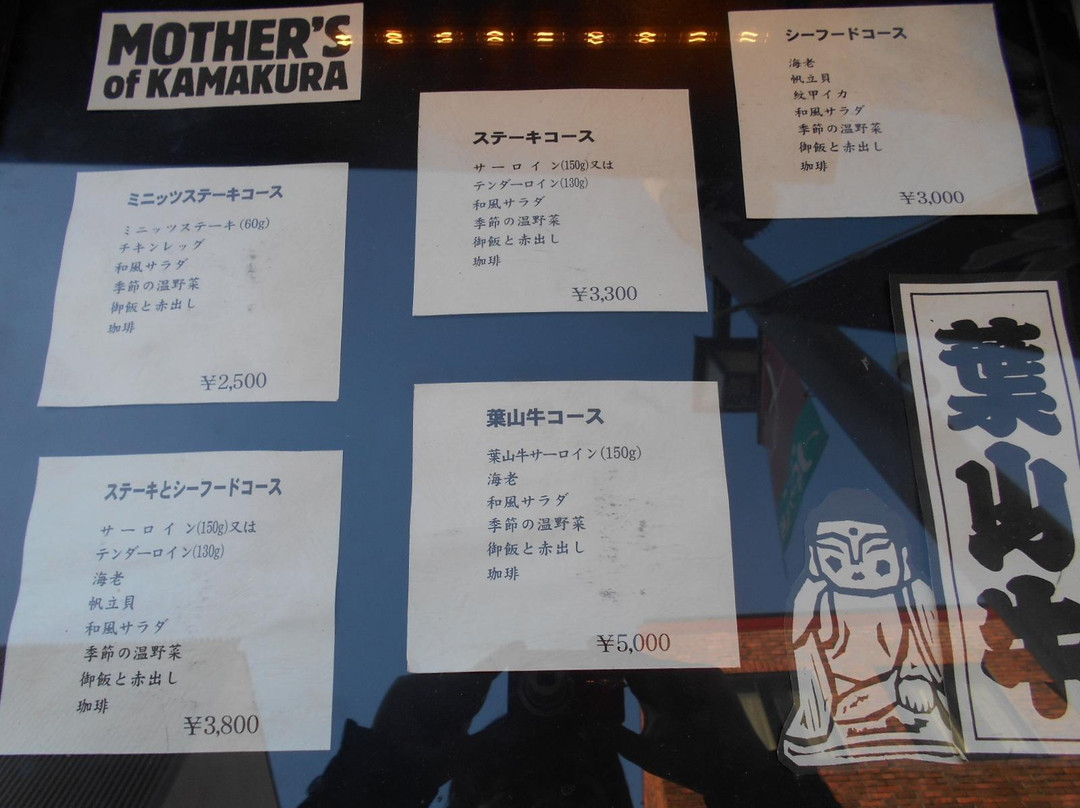 MOTHER'S
of KAMAKURA
ミニッツステーキコース
ミニッツステーキ(60g)
チキンレッグ
和風サラダ
季節の温野菜
御飯と赤出し
珈琲
￥2,500
ステーキとシーフードコース
サーロイン(150g)又は
テンダーロイン(130g)
海老
帆立貝
和風サラダ
季節の温野菜
御飯と赤出し
珈琲
￥3,800
ステーキコース
サーロイン(150g)又は
テンダーロイン(130g)
和風サラダ
季節の温野菜
御飯と赤出し
珈琲
￥3,300
葉山牛コース
葉山牛サーロイン(150g)
海老
和風サラダ
季節の温野菜
御飯と赤出し
珈琲
￥5,000
シーフードコース
海老
帆立貝
紋甲イカ
和風サラダ
季節の温野菜
御飯と赤出し
珈琲
￥3,000
葉山牛